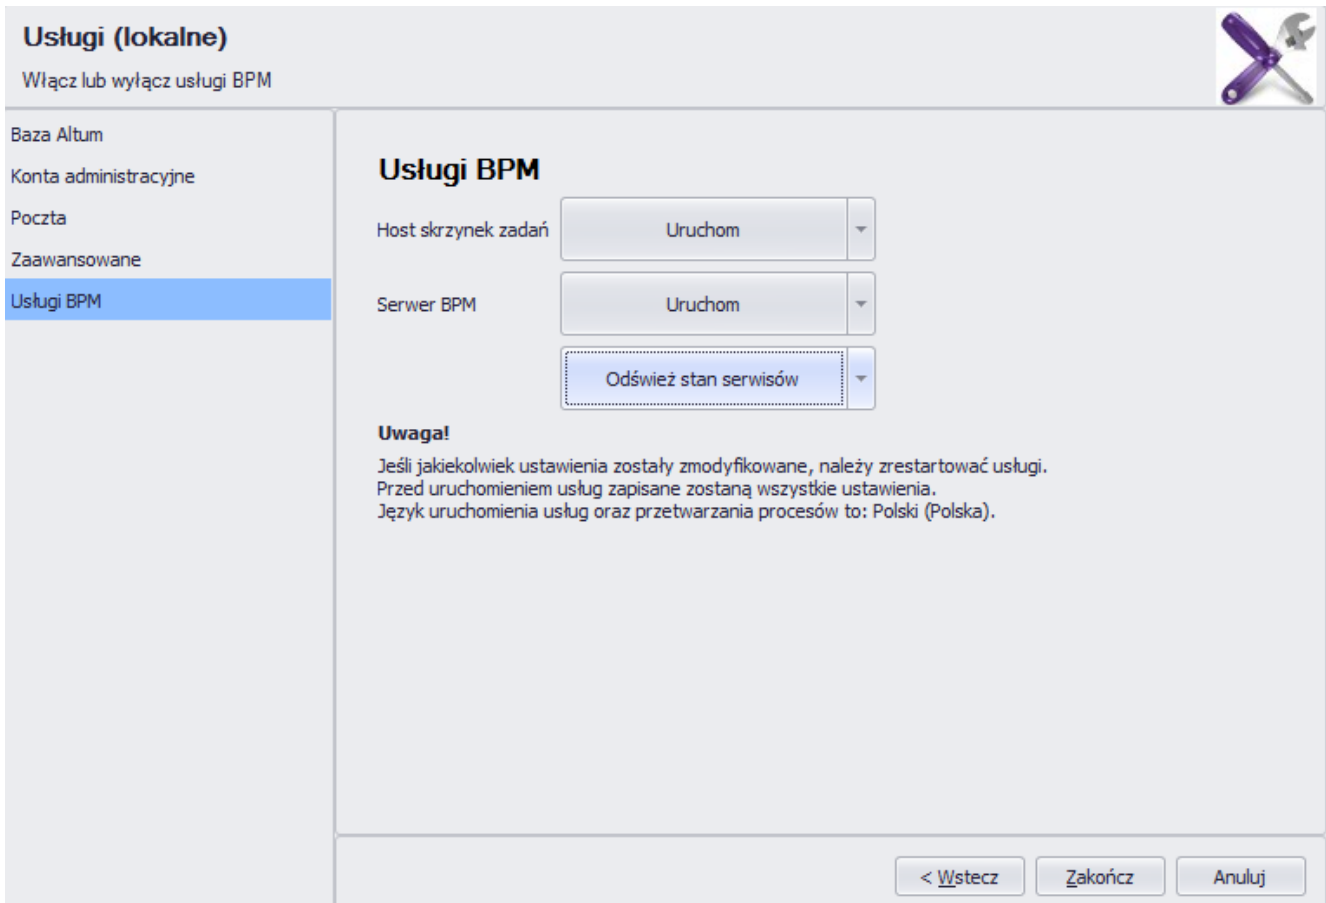 Usługi (lokalne)
Włącz lub wyłącz usługi BPM
Baza Altum
Konta administracyjne
Poczta
Zaawansowane
Usługi BPM
Usługi BPM
Host skrzynek zadań
Uruchom
Serwer BPM
Uruchom
Odśwież stan serwisów
Uwaga!
Jeśli jakiekolwiek ustawienia zostały zmodyfikowane, należy zrestartować usługi.
Przed uruchomieniem usług zapisane zostaną wszystkie ustawienia.
Język uruchomienia usług oraz przetwarzania procesów to: Polski (Polska).
< Wstecz
Zakończ
Anuluj